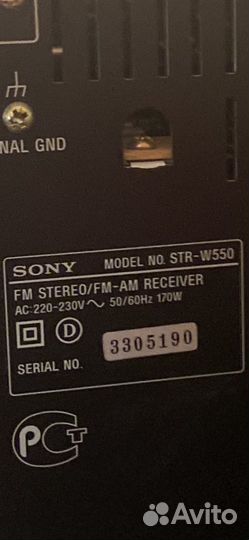 NAL GND
SONY MODEL NO. STR-W550
FM STEREO/FM-AM RECEIVER
AC:220-230V~ 50/60Hz 170W
D
SERIAL NO. 3305190
РСТ
Avito